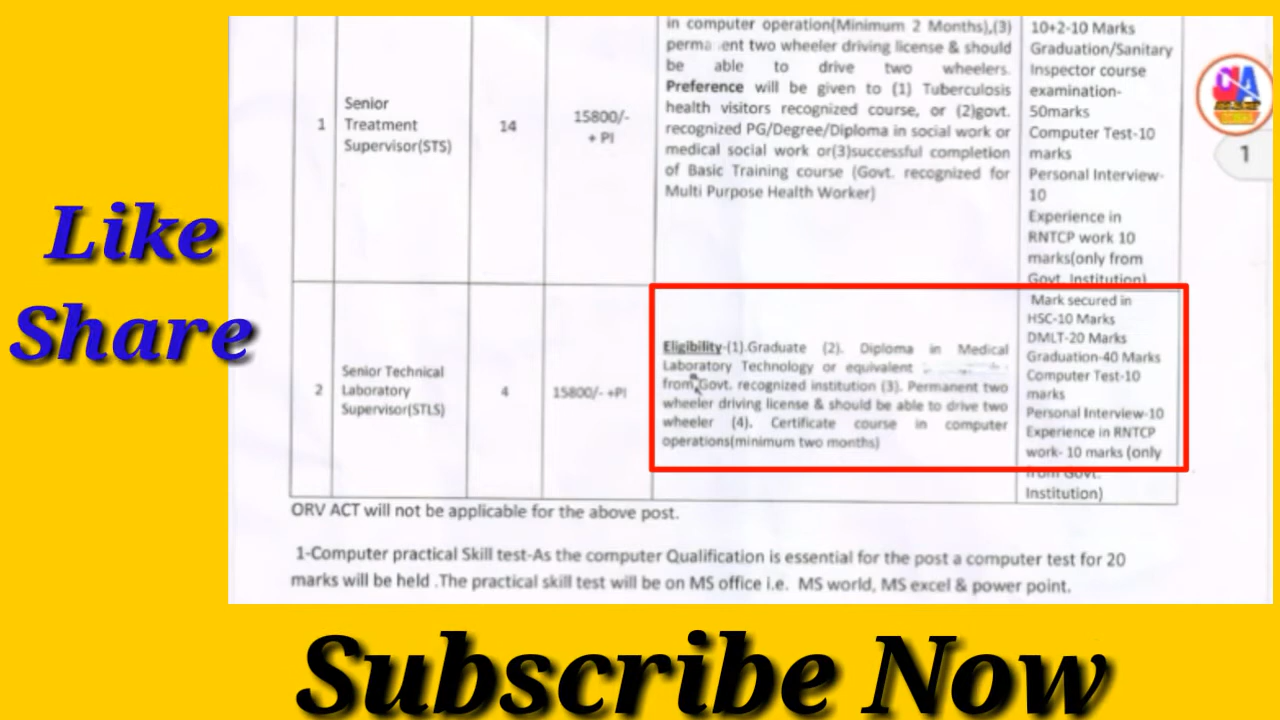 in computer operation(Minimum 2 Months),(3)
perma ent two wheeler driving license & should
be able to drive two wheelers.
Preference will be given to (1) Tuberculosis
health visitors recognized course, or (2)govt.
recognized PG/Degree/Diploma in social work or
medical social work or(3)successful completion
of Basic Training course (Govt. recognized for
Multi Purpose Health Worker)
10+2-10 Marks
Graduation/Sanitary
Inspector course
examination-
50marks
Computer Test-10
marks
Personal Interview-
10
Experience in
RNTCP work 10
marks(only from
Govt. Institution)
1
Senior
Treatment
Supervisor(STS)
14
15800/-
+ PI
1
Like
Share
2
Senior Technical
Laboratory
Supervisor(STLS)
4
15800/- +PI
Eligibility-(1).Graduate (2). Diploma in Medical
Laboratory Technology or equivalent
from Govt. recognized institution (3). Permanent two
wheeler driving license & should be able to drive two
wheeler (4). Certificate course in computer
operations(minimum two months)
Mark secured in
HSC-10 Marks
DMLT-20 Marks
Graduation-40 Marks
Computer Test-10
marks
Personal Interview-10
Experience in RNTCP
work- 10 marks (only
from Govt.
Institution)
ORV ACT will not be applicable for the above post.
1-Computer practical Skill test-As the computer Qualification is essential for the post a computer test for 20
marks will be held .The practical skill test will be on MS office i.e. MS world, MS excel & power point.
Subscribe Now